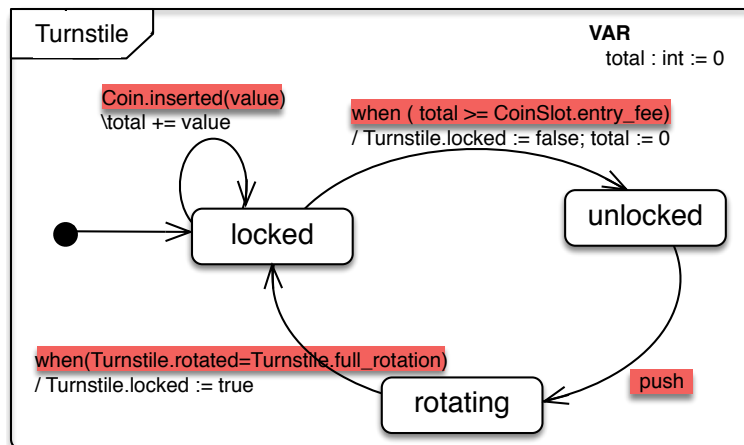 Turnstile
VAR
total : int := 0
Coin.inserted(value)
\total += value
when ( total >= CoinSlot.entry_fee)
/ Turnstile.locked := false; total := 0
locked
unlocked
when(Turnstile.rotated=Turnstile.full_rotation)
/ Turnstile.locked := true
push
rotating